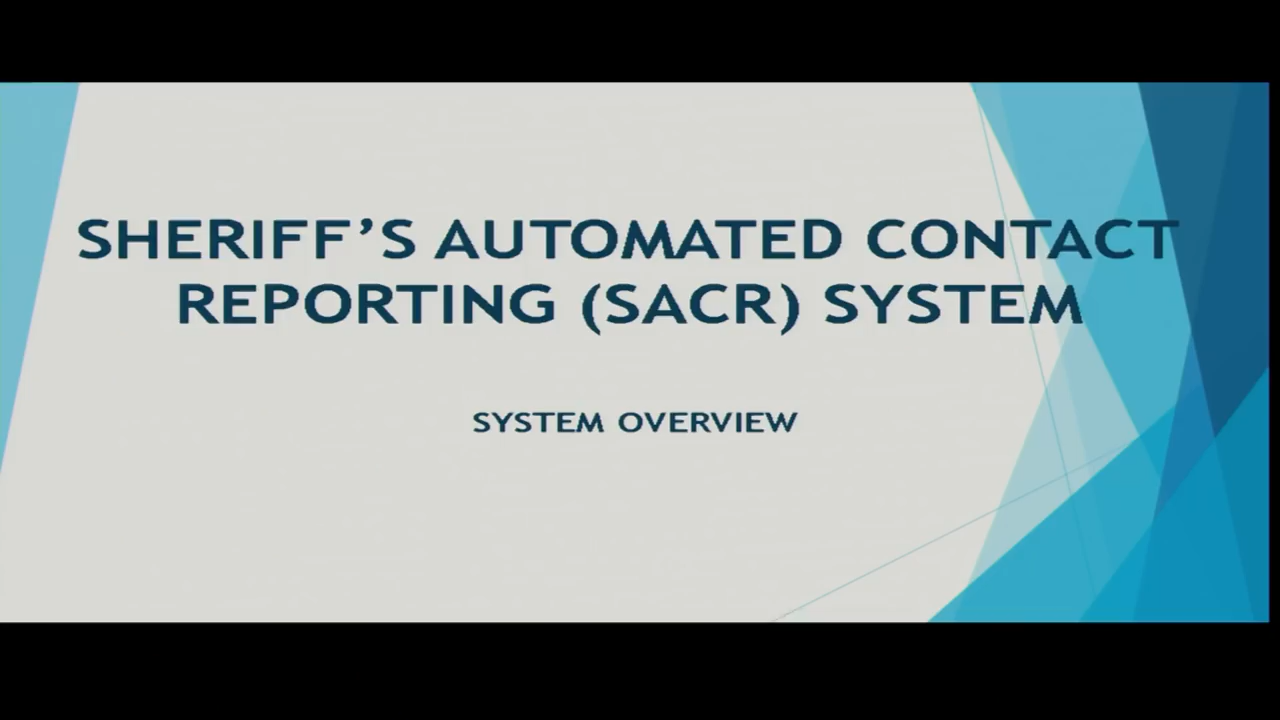 SHERIFF’S AUTOMATED CONTACT
REPORTING (SACR) SYSTEM
SYSTEM OVERVIEW